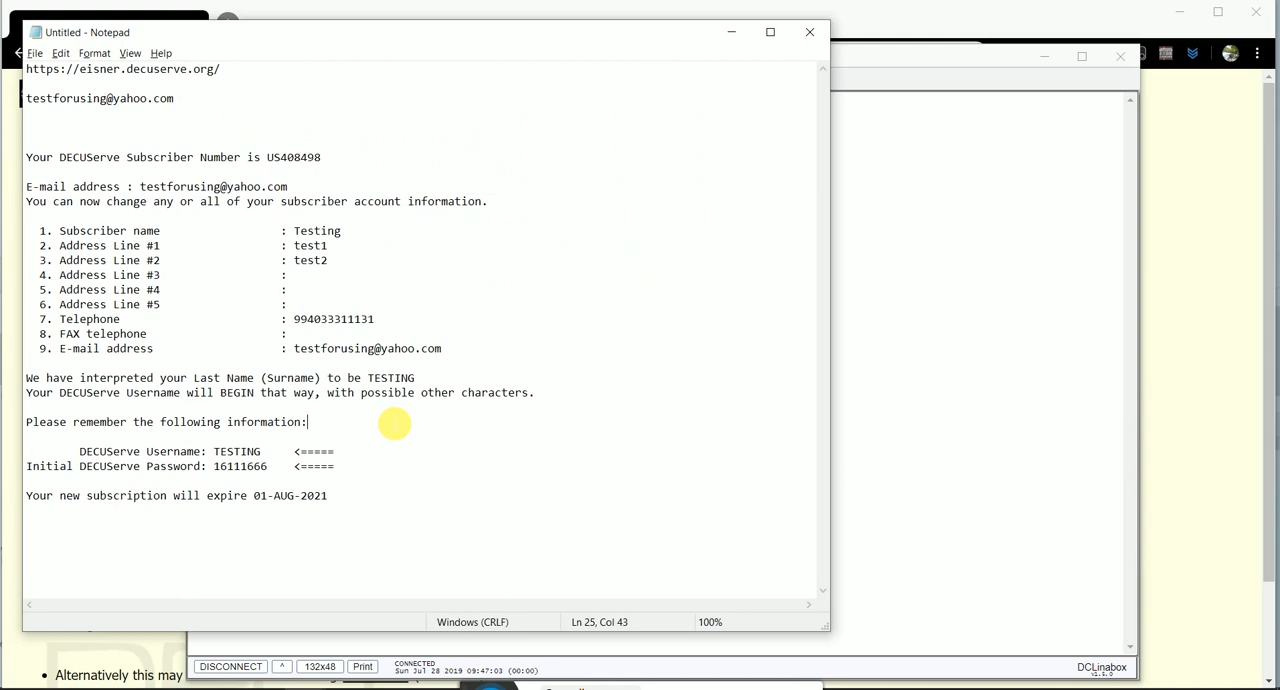 Untitled - Notepad
File Edit Format View Help
https://eisner.decuserve.org/
testforusing@yahoo.com
Your DECUServe Subscriber Number is US408498
E-mail address : testforusing@yahoo.com
You can now change any or all of your subscriber account information.
1. Subscriber name : Testing
2. Address Line #1 : test1
3. Address Line #2 : test2
4. Address Line #3 :
5. Address Line #4 :
6. Address Line #5 :
7. Telephone : 994033311131
8. FAX telephone :
9. E-mail address : testforusing@yahoo.com
We have interpreted your Last Name (Surname) to be TESTING
Your DECUServe Username will BEGIN that way, with possible other characters.
Please remember the following information:
DECUServe Username: TESTING <=====
Initial DECUServe Password: 16111666 <=====
Your new subscription will expire 01-AUG-2021
Windows (CRLF) Ln 25, Col 43 100%
DISCONNECT ^ 132x48 Print CONNECTED
Sun Jul 28 2019 09:47:03 (00:00)
DCLinabox
v1.5.0
• Alternatively this may